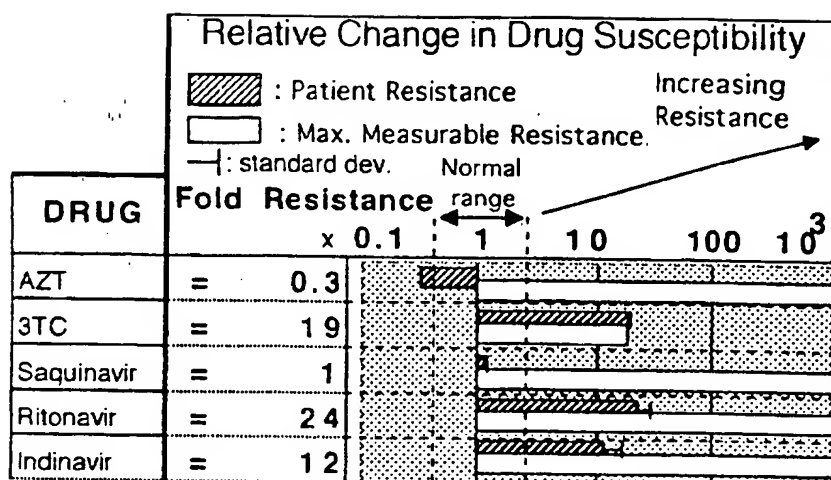 Relative Change in Drug Susceptibility
: Patient Resistance
Increasing
Resistance
: Max. Measurable Resistance.
: standard dev.
Normal
range
DRUG
Fold Resistance
x 0.1 1 10 100 10³
AZT = 0.3
3TC = 19
Saquinavir = 1
Ritonavir = 24
Indinavir = 12